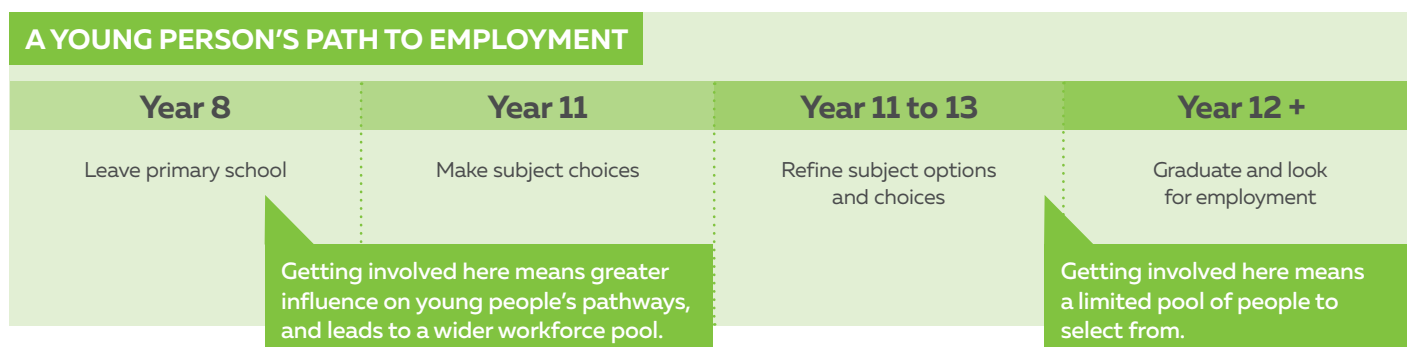 A YOUNG PERSON'S PATH TO EMPLOYMENT
Year 8
Leave primary school
Year 11
Make subject choices
Year 11 to 13
Refine subject options
and choices
Year 12 +
Graduate and look
for employment
Getting involved here means greater
influence on young people's pathways,
and leads to a wider workforce pool.
Getting involved here means
a limited pool of people to
select from.